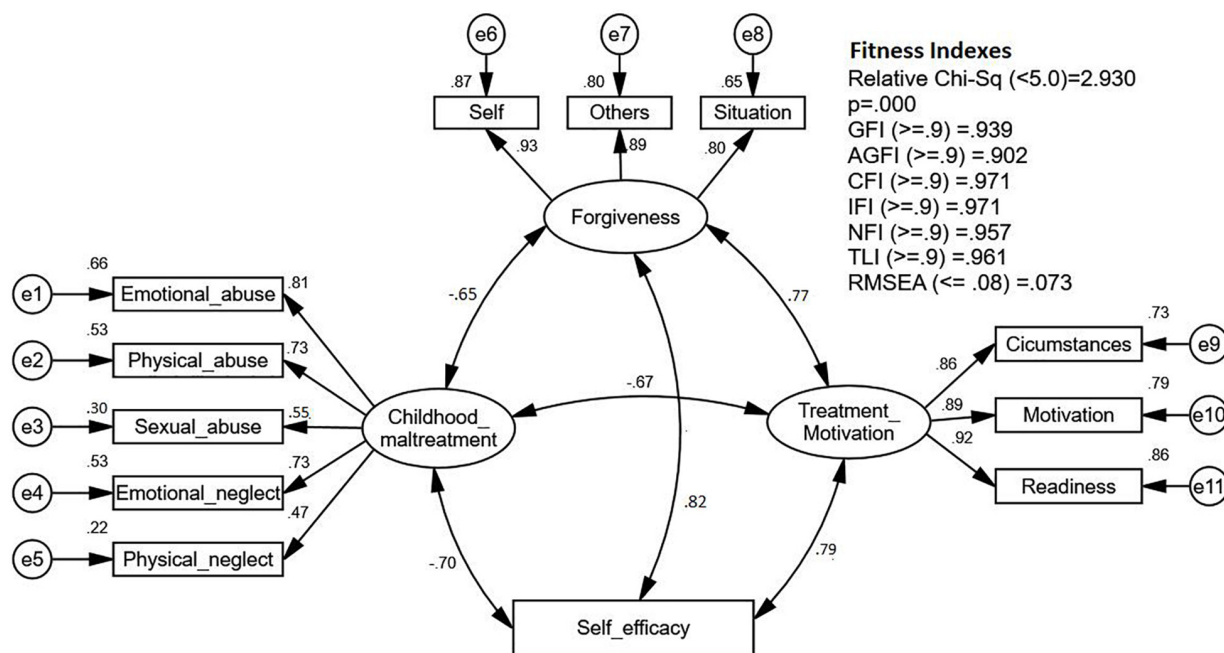 e6
e7
e8
Fitness Indexes
.87
.80
.65
Relative Chi-Sq (<5.0)=2.930
Self
Others
Situation
p=.000
.93
.89
.80
GFI (>=.9) =.939
AGFI (>=.9) =.902
CFI (>=.9) =.971
Forgiveness
IFI (>=.9) =.971
NFI (>=.9) =.957
TLI (>=.9) =.961
RMSEA (<= .08) =.073
.66
e1
Emotional_abuse
.81
-.65
.77
.73
.53
e2
Physical_abuse
.73
.86
Cicumstances
e9
.30
e3
Sexual_abuse
.55
-.67
.79
Childhood_
maltreatment
Treatment_
Motivation
.89
Motivation
e10
.53
e4
Emotional_neglect
.73
.92
.86
Readiness
e11
.22
e5
Physical_neglect
.47
.82
-.70
.79
Self_efficacy